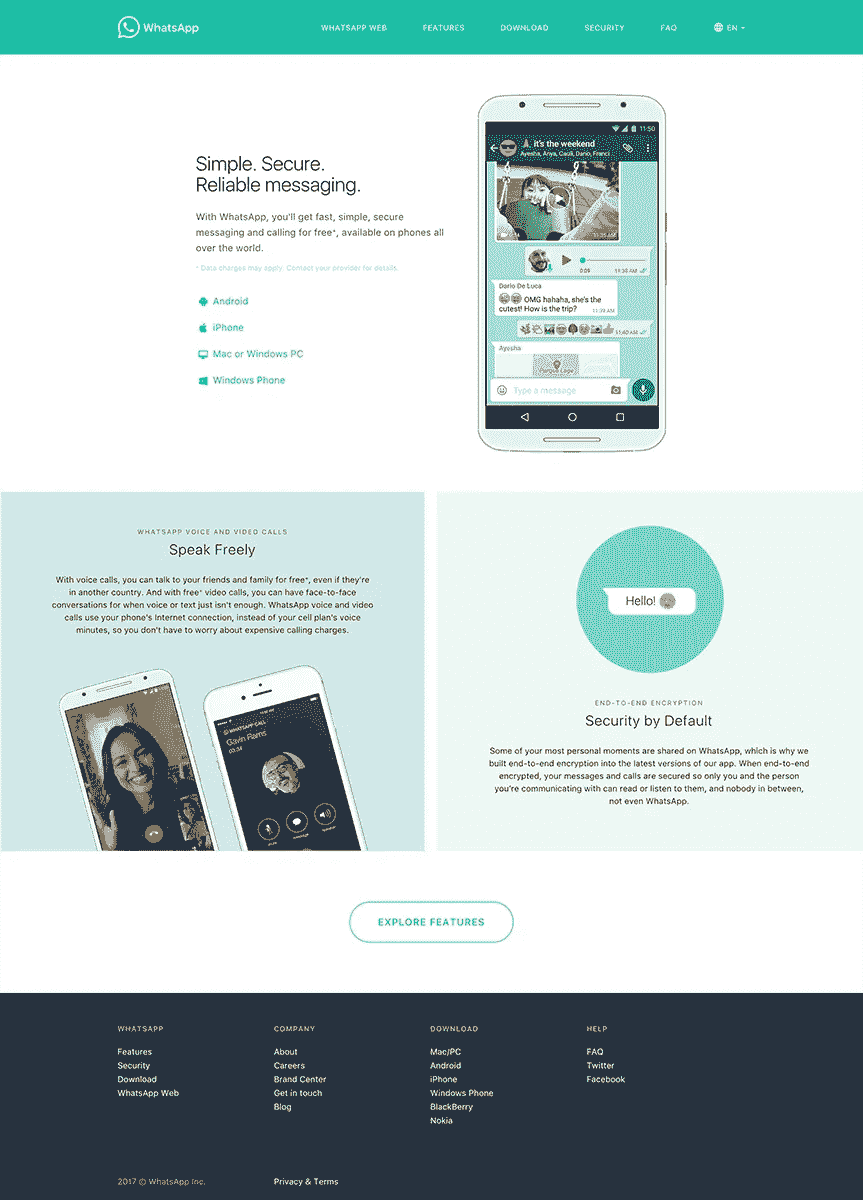 WhatsApp
WHATSAPP WEB
FEATURES
DOWNLOAD
SECURITY
FAQ
EN
Simple. Secure.
Reliable messaging.
With WhatsApp, you'll get fast, simple, secure
messaging and calling for free*, available on phones all
over the world.
* Data charges may apply. Contact your provider for details.
Android
iPhone
Mac or Windows PC
Windows Phone
11:50
it's the weekend
Ayesha, Anya, Caoli, Dario, Franci...
11:35 AM
0:09
11:38 AM
Dario De Luca
OMG hahaha, she's the
cutest! How is the trip?
11:39 AM
11:40 AM
Ayesha
Type a message
WHATSAPP VOICE AND VIDEO CALLS
Speak Freely
With voice calls, you can talk to your friends and family for free*, even if they're
in another country. And with free* video calls, you can have face-to-face
conversations for when voice or text just isn't enough. WhatsApp voice and video
calls use your phone's Internet connection, instead of your cell plan's voice
minutes, so you don't have to worry about expensive calling charges.
WHATSAPP CALL
Gavin Rams
03:34
Hello!
END-TO-END ENCRYPTION
Security by Default
Some of your most personal moments are shared on WhatsApp, which is why we
built end-to-end encryption into the latest versions of our app. When end-to-end
encrypted, your messages and calls are secured so only you and the person
you're communicating with can read or listen to them, and nobody in between,
not even WhatsApp.
EXPLORE FEATURES
WHATSAPP
Features
Security
Download
WhatsApp Web
COMPANY
About
Careers
Brand Center
Get in touch
Blog
DOWNLOAD
Mac/PC
Android
iPhone
Windows Phone
BlackBerry
Nokia
HELP
FAQ
Twitter
Facebook
2017 © WhatsApp Inc.
Privacy & Terms